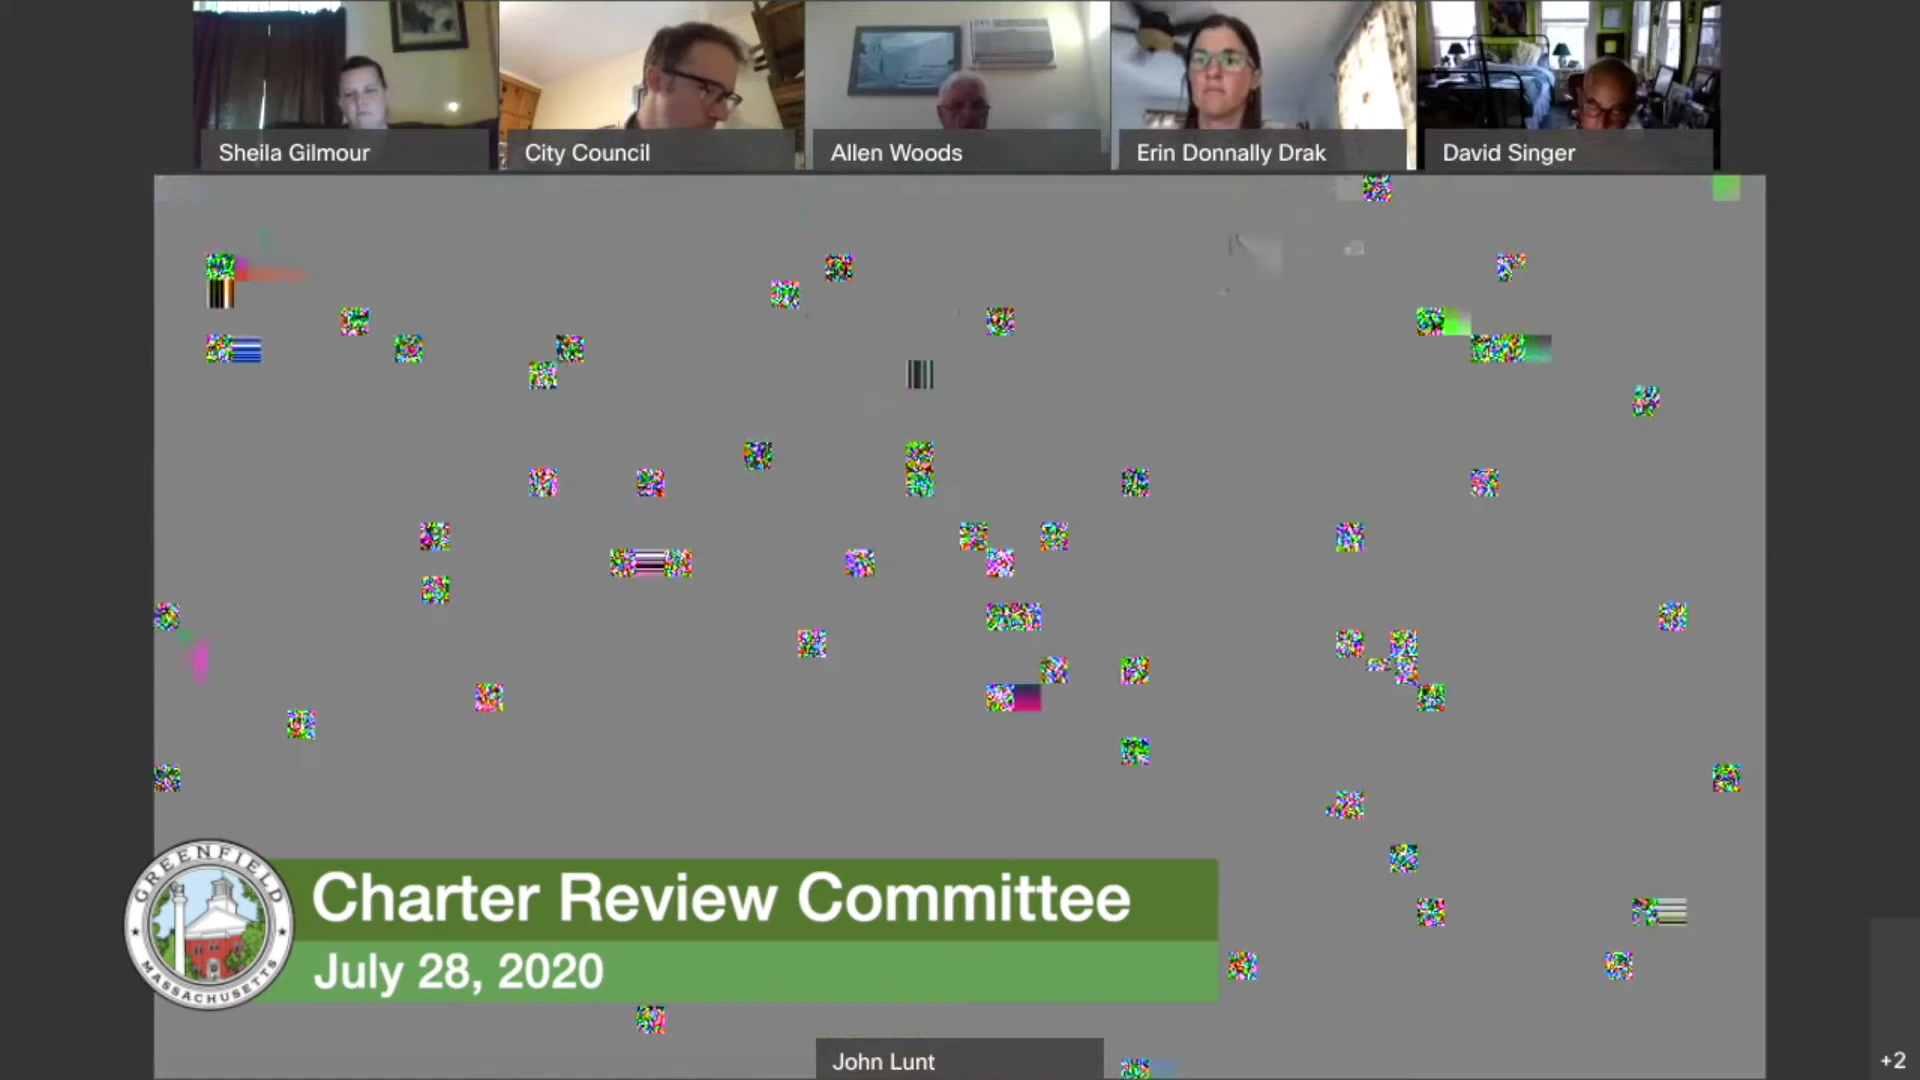 Sheila Gilmour
City Council
Allen Woods
Erin Donnally Drak
David Singer
GREENFIELD
MASSACHUSETTS
Charter Review Committee
July 28, 2020
John Lunt
+2